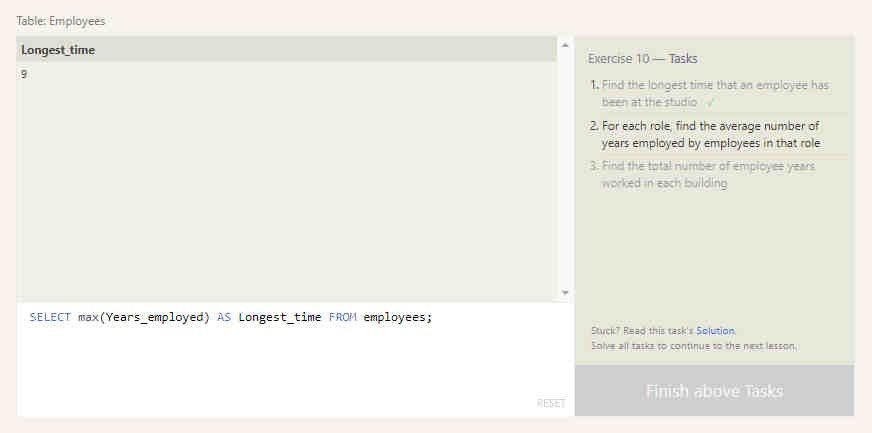 Table: Employees
Longest_time
9
SELECT max(Years_employed) AS Longest_time FROM employees;
RESET
Exercise 10 — Tasks
1. Find the longest time that an employee has
been at the studio ✓
2. For each role, find the average number of
years employed by employees in that role
3. Find the total number of employee years
worked in each building
Stuck? Read this task's Solution.
Solve all tasks to continue to the next lesson.
Finish above Tasks